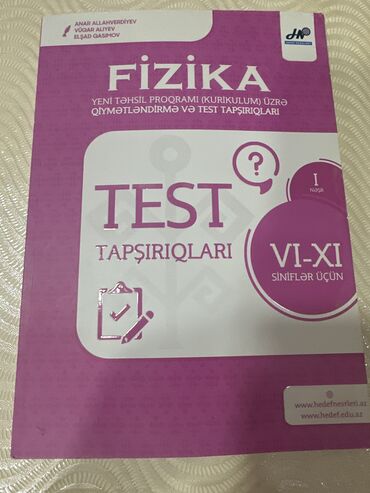 ANAR ALLAHVERDİYEV
VÜQAR ALIYEV
ELŞAD QASIMOV
HN
FİZİKA
YENİ TƏHSİL PROQRAMI (KURİKULUM) ÜZRƏ
QİYMƏTLƏNDİRMƏ VƏ TEST TAPŞIRIQLARI
?
I
NƏŞR
TEST
TAPŞIRIQLARI
VI-XI
SİNİFLƏR ÜÇÜN
www.hedefnesrleri.az
www.hedef.edu.az